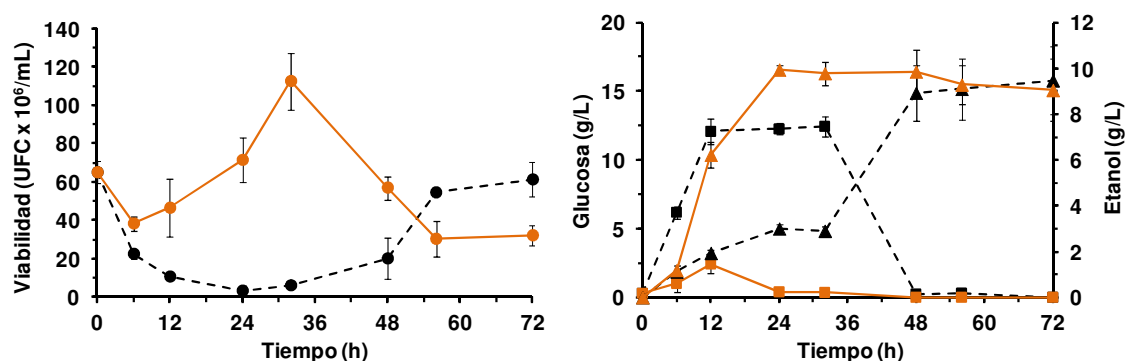 Viabilidad (UFC x 10⁶/mL)
140
120
100
80
60
40
20
0
0 12 24 36 48 60 72
Tiempo (h)
Glucosa (g/L)
20
15
10
5
0
0 12 24 36 48 60 72
Tiempo (h)
12
10
8
6
4
2
0
Etanol (g/L)